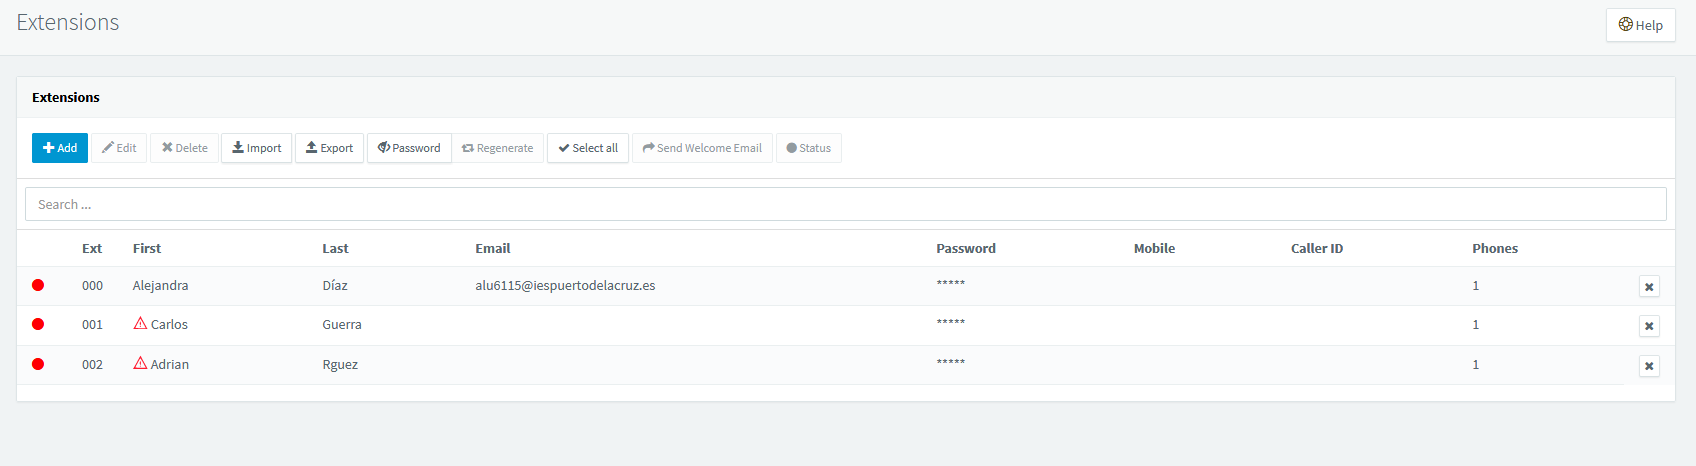 Extensions
Help
Extensions
Add Edit Delete Import Export Password Regenerate Select all Send Welcome Email Status
Search ...
Ext First Last Email Password Mobile Caller ID Phones
000 Alejandra Díaz alu6115@iespuertodelacruz.es ***** 1
001 Carlos Guerra ***** 1
002 Adrian Rguez ***** 1